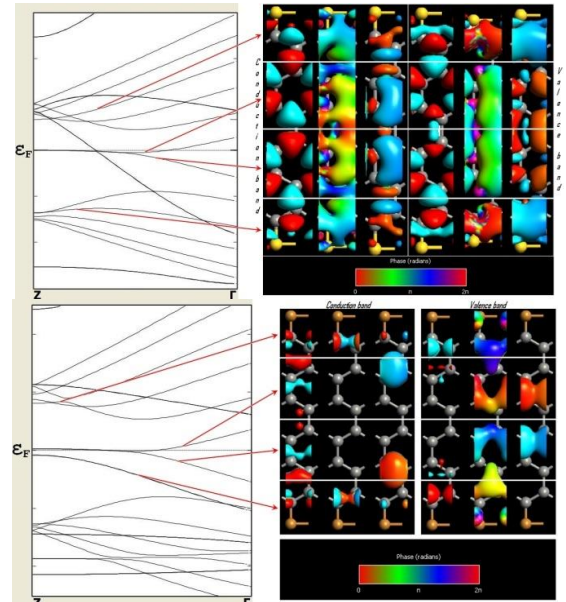 εF
Z Γ
Conduction band
Valence band
Phase (radians)
0 π 2π
Conduction band Valence band
εF
Phase (radians)
0 π 2π